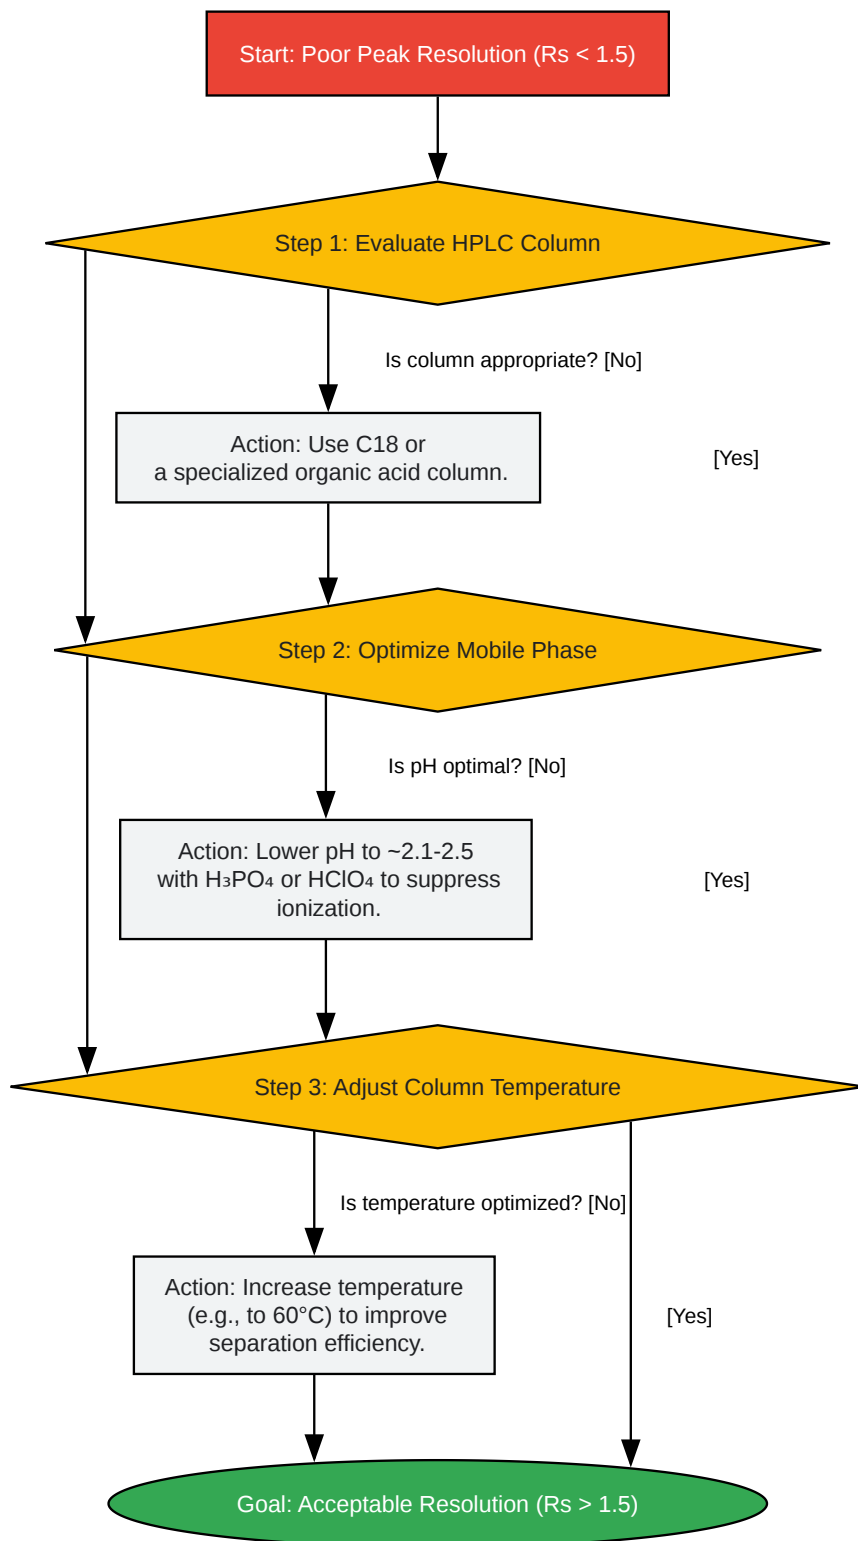 Start: Poor Peak Resolution (Rs < 1.5)
Step 1: Evaluate HPLC Column
Is column appropriate? [No]
Action: Use C18 or
a specialized organic acid column.
[Yes]
Step 2: Optimize Mobile Phase
Is pH optimal? [No]
Action: Lower pH to ~2.1-2.5
with H₃PO₄ or HClO₄ to suppress
ionization.
[Yes]
Step 3: Adjust Column Temperature
Is temperature optimized? [No]
Action: Increase temperature
(e.g., to 60°C) to improve
separation efficiency.
[Yes]
Goal: Acceptable Resolution (Rs > 1.5)